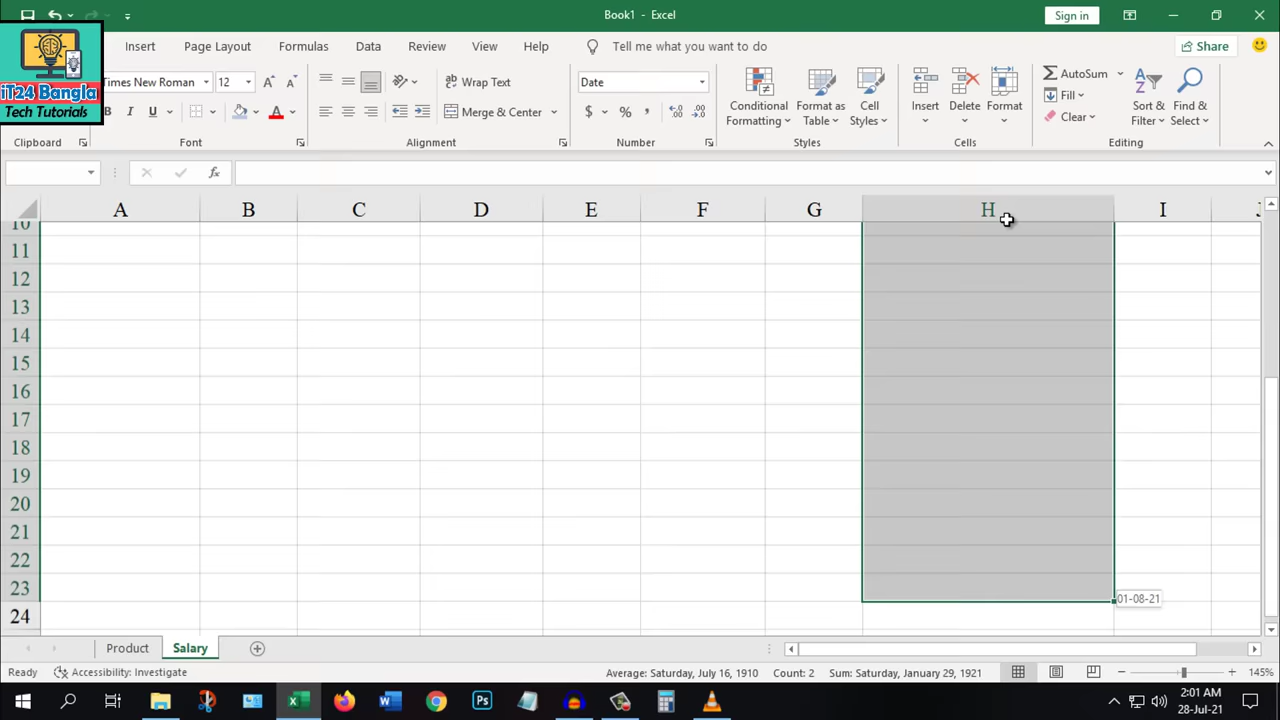 Book1 - Excel
Sign in
Insert
Page Layout
Formulas
Data
Review
View
Help
Tell me what you want to do
Share
iT24 Bangla
Tech Tutorials
Times New Roman
12
Wrap Text
Merge & Center
Date
Conditional Formatting
Format as Table
Cell Styles
Insert
Delete
Format
AutoSum
Fill
Clear
Sort & Filter
Find & Select
Clipboard
Font
Alignment
Number
Styles
Cells
Editing
A B C D E F G H I J
10
11
12
13
14
15
16
17
18
19
20
21
22
23
01-08-21
24
Product
Salary
Ready
Accessibility: Investigate
Average: Saturday, July 16, 1910
Count: 2
Sum: Saturday, January 29, 1921
145%
2:01 AM
28-Jul-21